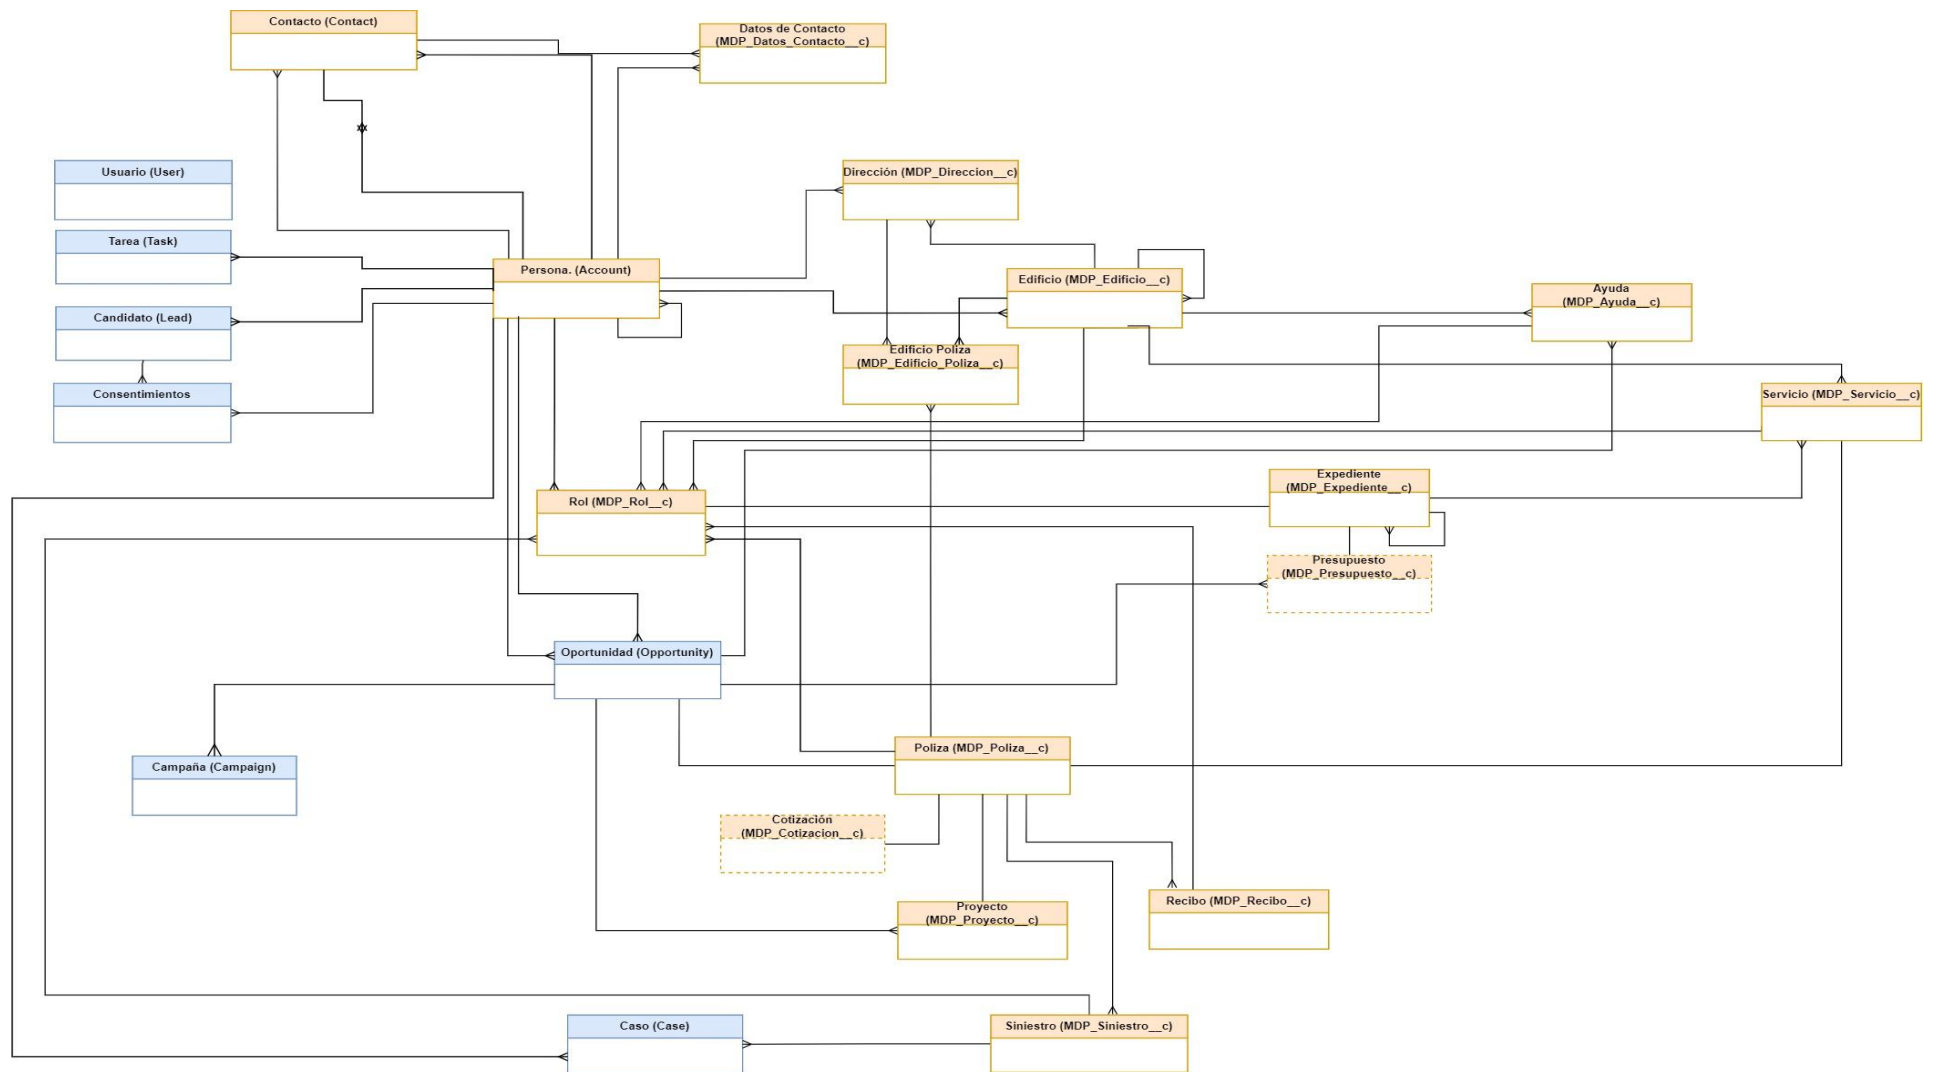 Contacto (Contact)
Datos de Contacto
(MDP_Datos_Contacto__c)
Usuario (User)
Dirección (MDP_Direccion__c)
Tarea (Task)
Persona. (Account)
Edificio (MDP_Edificio__c)
Ayuda
(MDP_Ayuda__c)
Candidato (Lead)
Edificio Poliza
(MDP_Edificio_Poliza__c)
Consentimientos
Servicio (MDP_Servicio__c)
Expediente
(MDP_Expediente__c)
Rol (MDP_Rol__c)
Presupuesto
(MDP_Presupuesto__c)
Oportunidad (Opportunity)
Poliza (MDP_Poliza__c)
Campaña (Campaign)
Cotización
(MDP_Cotizacion__c)
Proyecto
(MDP_Proyecto__c)
Recibo (MDP_Recibo__c)
Caso (Case)
Siniestro (MDP_Siniestro__c)